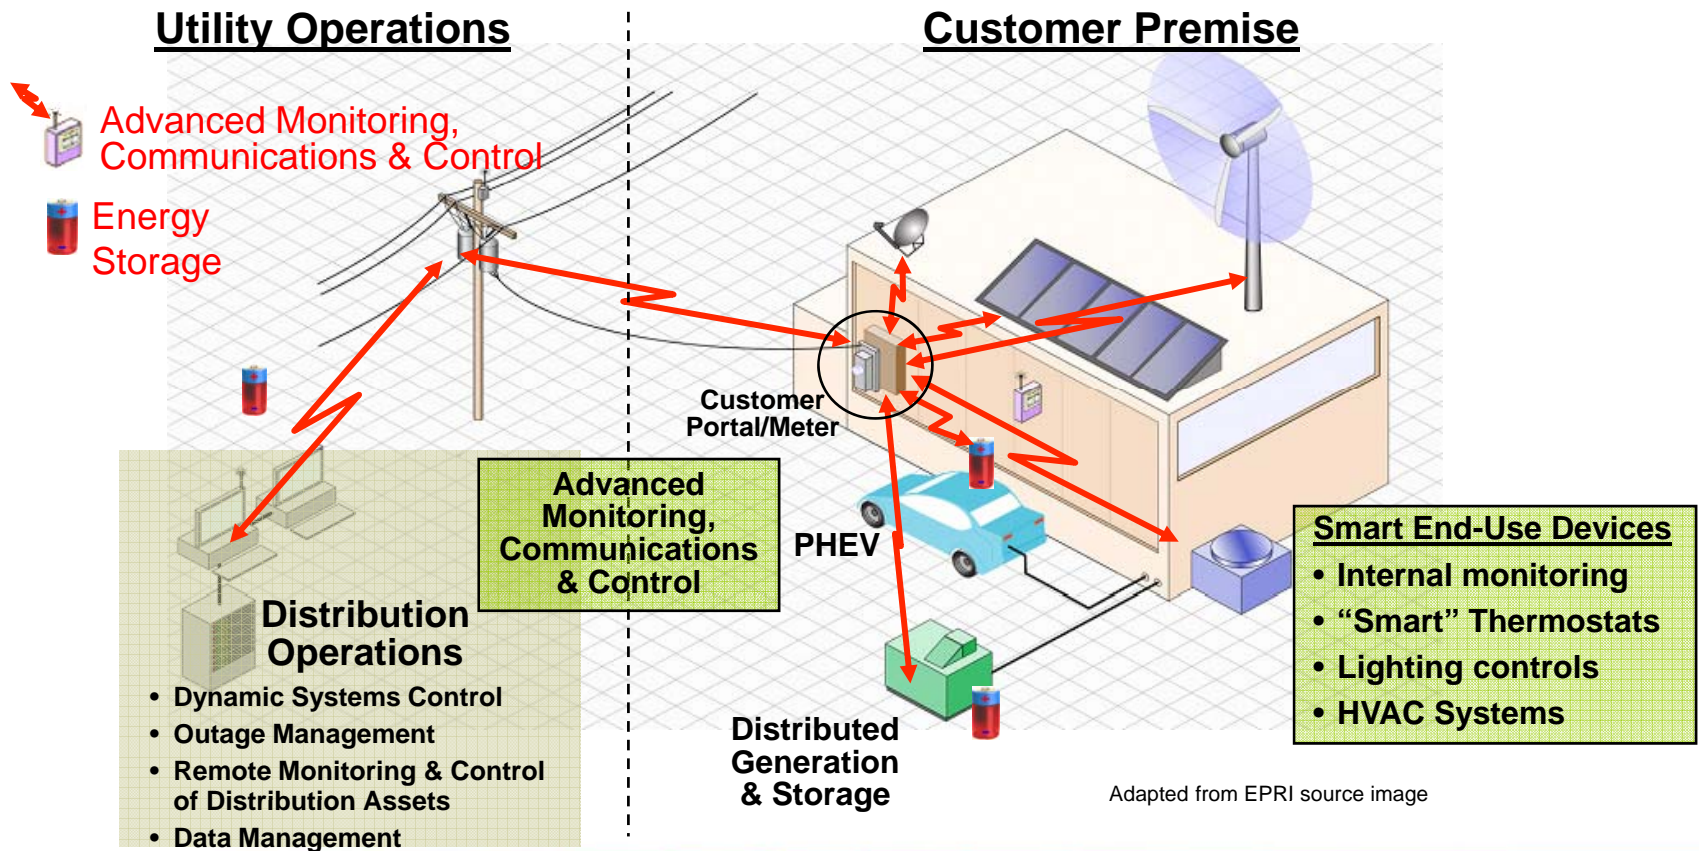 Utility Operations
Customer Premise
Advanced Monitoring,
Communications & Control
Energy
Storage
Customer
Portal/Meter
Advanced
Monitoring,
Communications
& Control
PHEV
Smart End-Use Devices
• Internal monitoring
• “Smart” Thermostats
• Lighting controls
• HVAC Systems
Distribution
Operations
• Dynamic Systems Control
• Outage Management
• Remote Monitoring & Control
of Distribution Assets
• Data Management
Distributed
Generation
& Storage
Adapted from EPRI source image